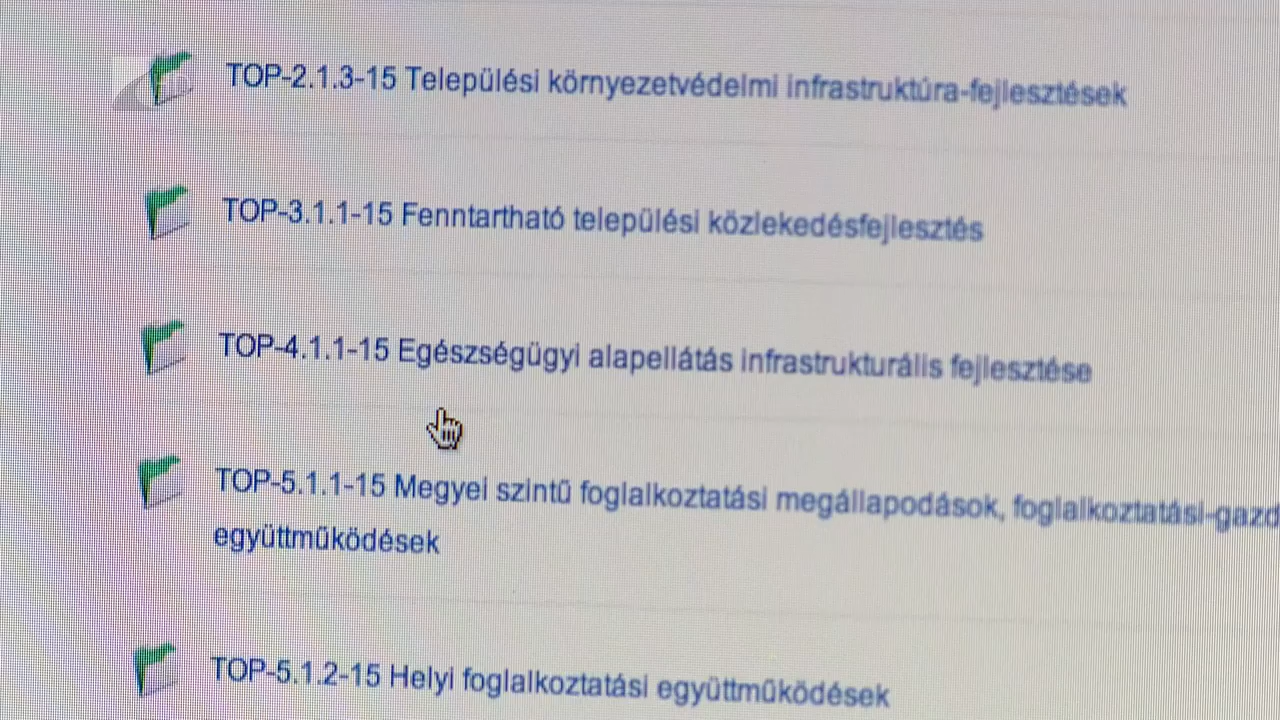 TOP-2.1.3-15 Települési környezetvédelmi infrastruktúra-fejlesztések
TOP-3.1.1-15 Fenntartható települési közlekedésfejlesztés
TOP-4.1.1-15 Egészségügyi alapellátás infrastrukturális fejlesztése
TOP-5.1.1-15 Megyei szintű foglalkoztatási megállapodások, foglalkoztatási-gazd
együttműködések
TOP-5.1.2-15 Helyi foglalkoztatási együttműködések